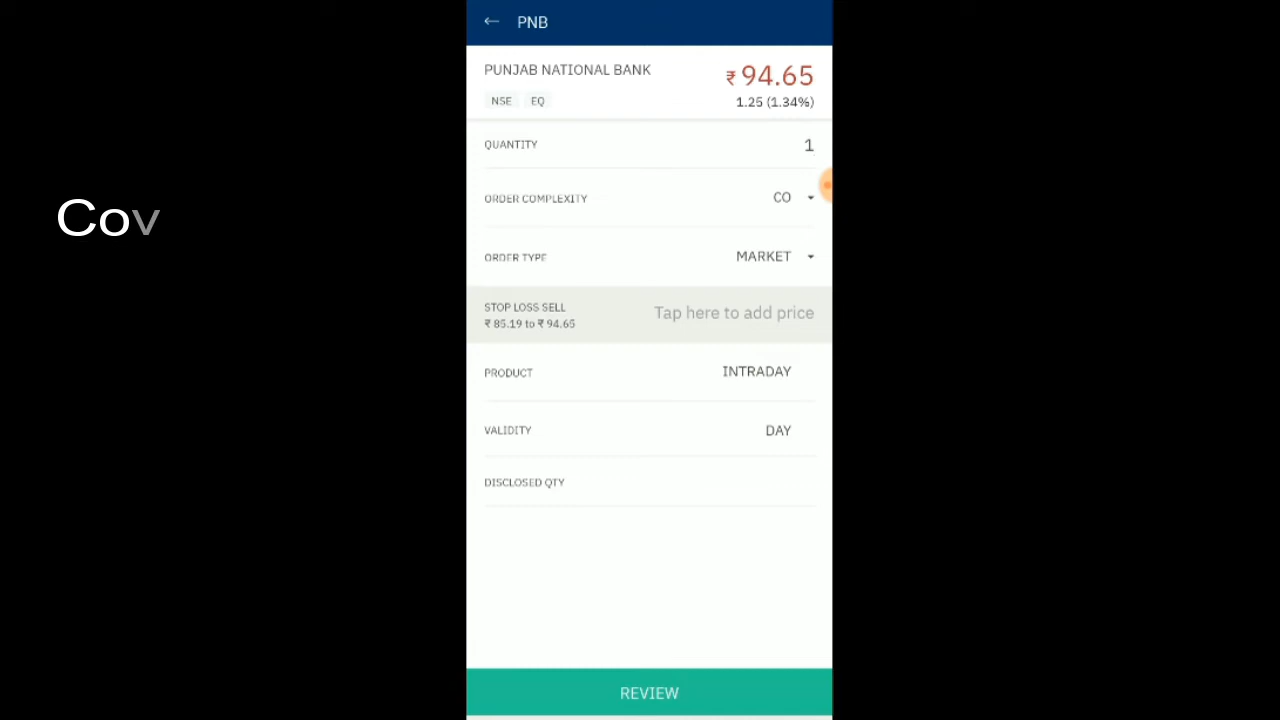 ← PNB
PUNJAB NATIONAL BANK
₹ 94.65
NSE EQ
1.25 (1.34%)
QUANTITY 1
Cov
ORDER COMPLEXITY CO
ORDER TYPE MARKET
STOP LOSS SELL
₹ 85.19 to ₹ 94.65
Tap here to add price
PRODUCT INTRADAY
VALIDITY DAY
DISCLOSED QTY
REVIEW